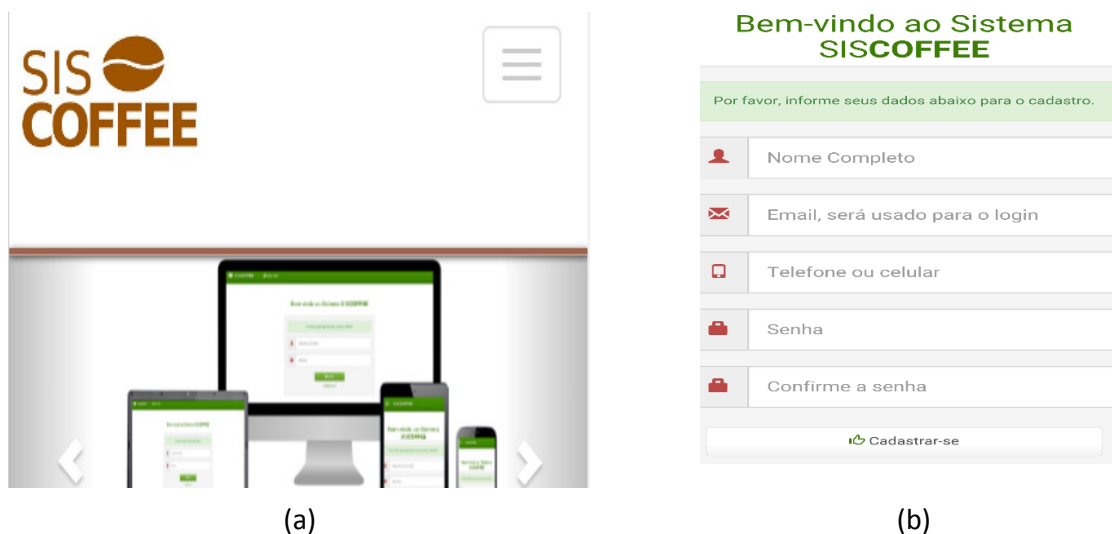 SIS
COFFEE
(a)
Bem-vindo ao Sistema
SISCOFFEE
Por favor, informe seus dados abaixo para o cadastro.
Nome Completo
Email, será usado para o login
Telefone ou celular
Senha
Confirme a senha
Cadastrar-se
(b)